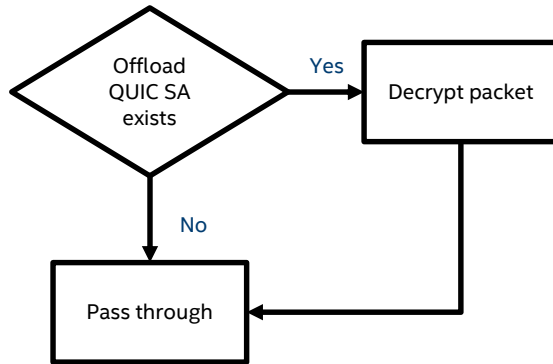 Offload
QUIC SA
exists
Yes
Decrypt packet
No
Pass through